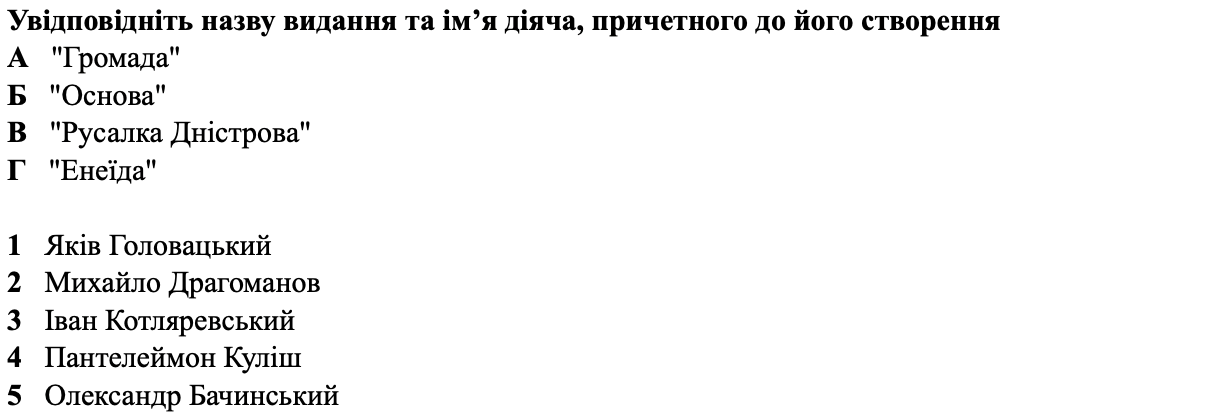 Увідповідніть назву видання та ім’я діяча, причетного до його створення
А "Громада"
Б "Основа"
В "Русалка Дністрова"
Г "Енеїда"
1 Яків Головацький
2 Михайло Драгоманов
3 Іван Котляревський
4 Пантелеймон Куліш
5 Олександр Бачинський